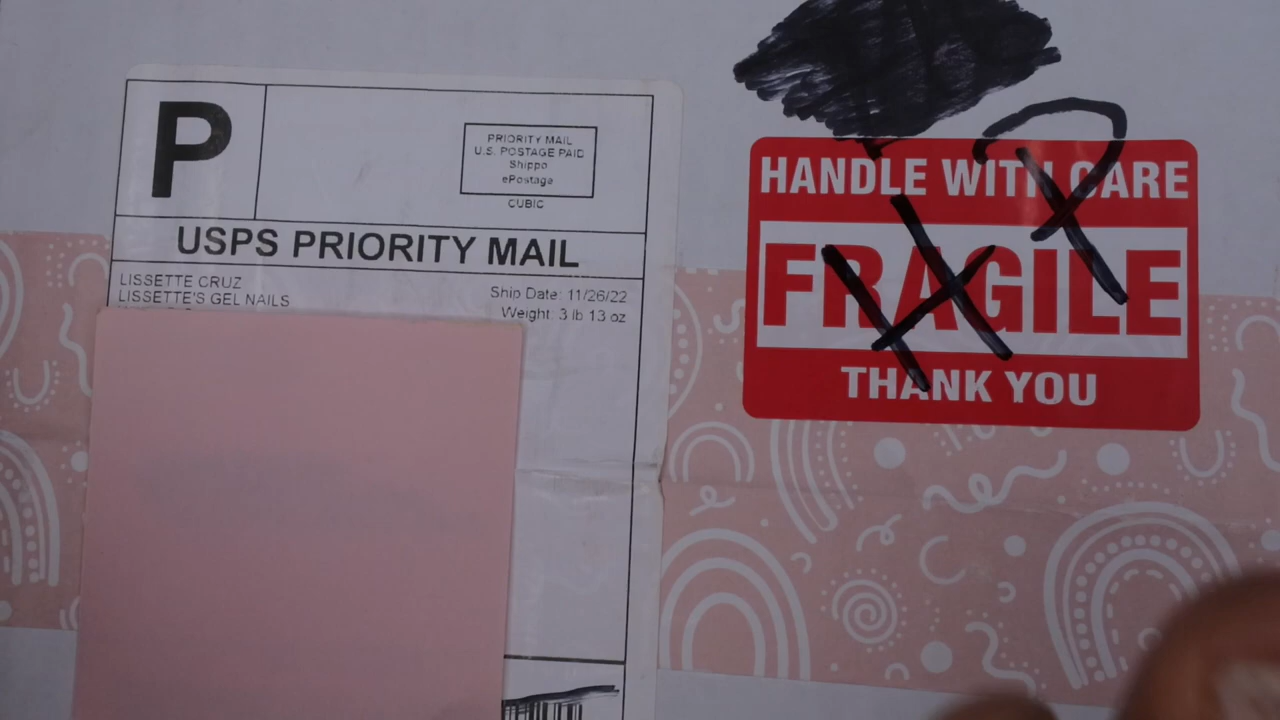 P
PRIORITY MAIL
U.S. POSTAGE PAID
Shippo
ePostage
CUBIC
USPS PRIORITY MAIL
LISSETTE CRUZ
LISSETTE'S GEL NAILS
Ship Date: 11/26/22
Weight: 3 lb 13 oz
HANDLE WITH CARE
FRAGILE
THANK YOU